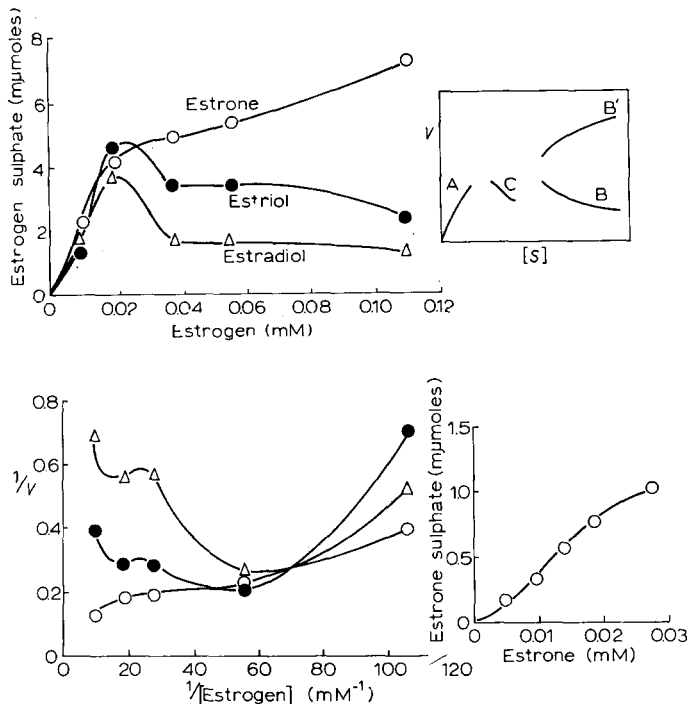 Estrogen sulphate (mμmoles)
8
6
4
2
0
Estrone
Estriol
Estradiol
0 0.02 0.04 0.06 0.08 0.10 0.12
Estrogen (mM)
V
A
C
B'
B
[S]
1/V
0.8
0.6
0.4
0.2
0
0 20 40 60 80 100 120
1/[Estrogen] (mM⁻¹)
Estrone sulphate (mμmoles)
1.5
1.0
0.5
0
0 0.01 0.02 0.03
Estrone (mM)